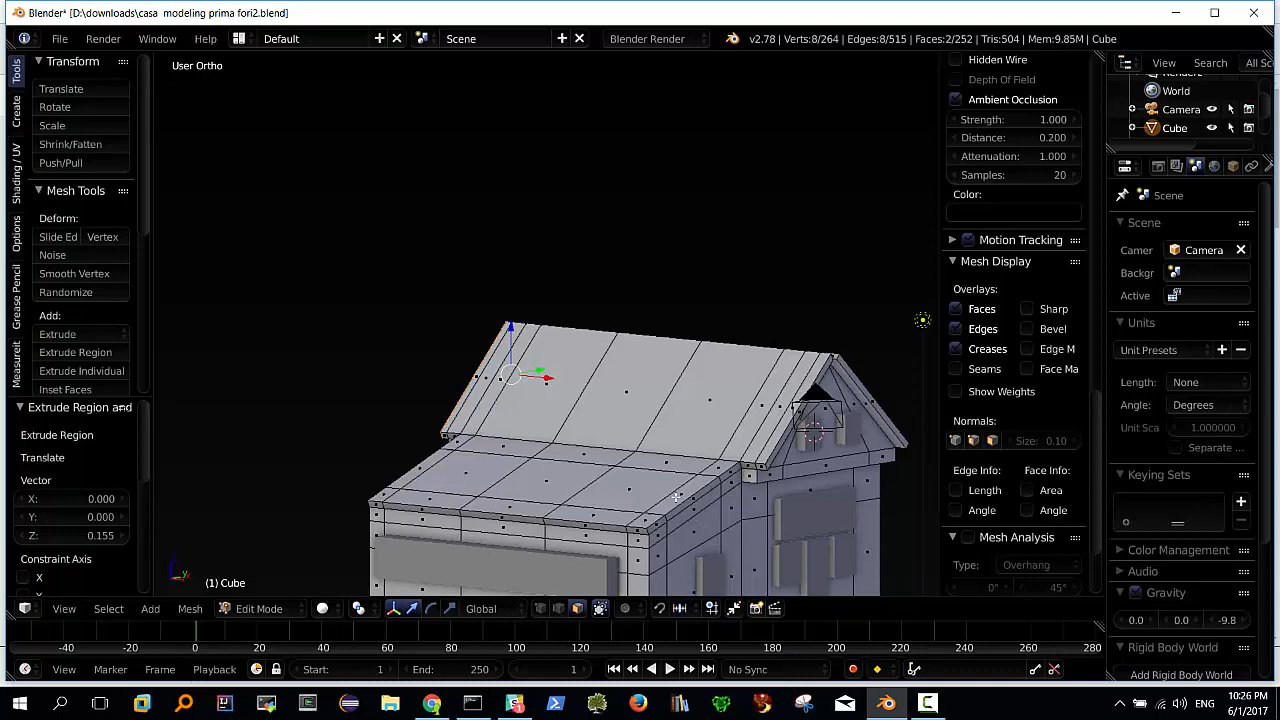 Blender* [D:\downloads\casa modeling prima fori2.blend]
File Render Window Help Default Scene Blender Render v2.78 | Verts:8/264 | Edges:8/515 | Faces:2/252 | Tris:504 | Mem:9.85M | Cube
Tools
Create
Shading / UV
Options
Grease Pencil
Measureit
Transform
Translate
Rotate
Scale
Shrink/Fatten
Push/Pull
Mesh Tools
Deform:
Slide Ed Vertex
Noise
Smooth Vertex
Randomize
Add:
Extrude
Extrude Region
Extrude Individual
Inset Faces
Extrude Region and
Extrude Region
Translate
Vector
X: 0.000
Y: 0.000
Z: 0.155
Constraint Axis
X
User Ortho
(1) Cube
Hidden Wire
Depth Of Field
Ambient Occlusion
Strength: 1.000
Distance: 0.200
Attenuation: 1.000
Samples: 20
Color:
Motion Tracking
Mesh Display
Overlays:
Faces Sharp
Edges Bevel
Creases Edge M
Seams Face Ma
Show Weights
Normals:
Size: 0.10
Edge Info: Face Info:
Length Area
Angle Angle
Mesh Analysis
Type: Overhang
0° 45°
View Search All Sc
World
Camera
Cube
Scene
Scene
Camer Camera
Backgr
Active
Units
Unit Presets
Length: None
Angle: Degrees
Unit Sca 1.000000
Separate ...
Keying Sets
Color Management
Audio
Gravity
0.0 0.0 -9.8
Rigid Body World
Add Rigid Body World
View Select Add Mesh Edit Mode Global
-40 -20 0 20 40 60 80 100 120 140 160 180 200 220 240 260 280
View Marker Frame Playback Start: 1 End: 250 1 No Sync
ENG
10:26 PM
6/1/2017